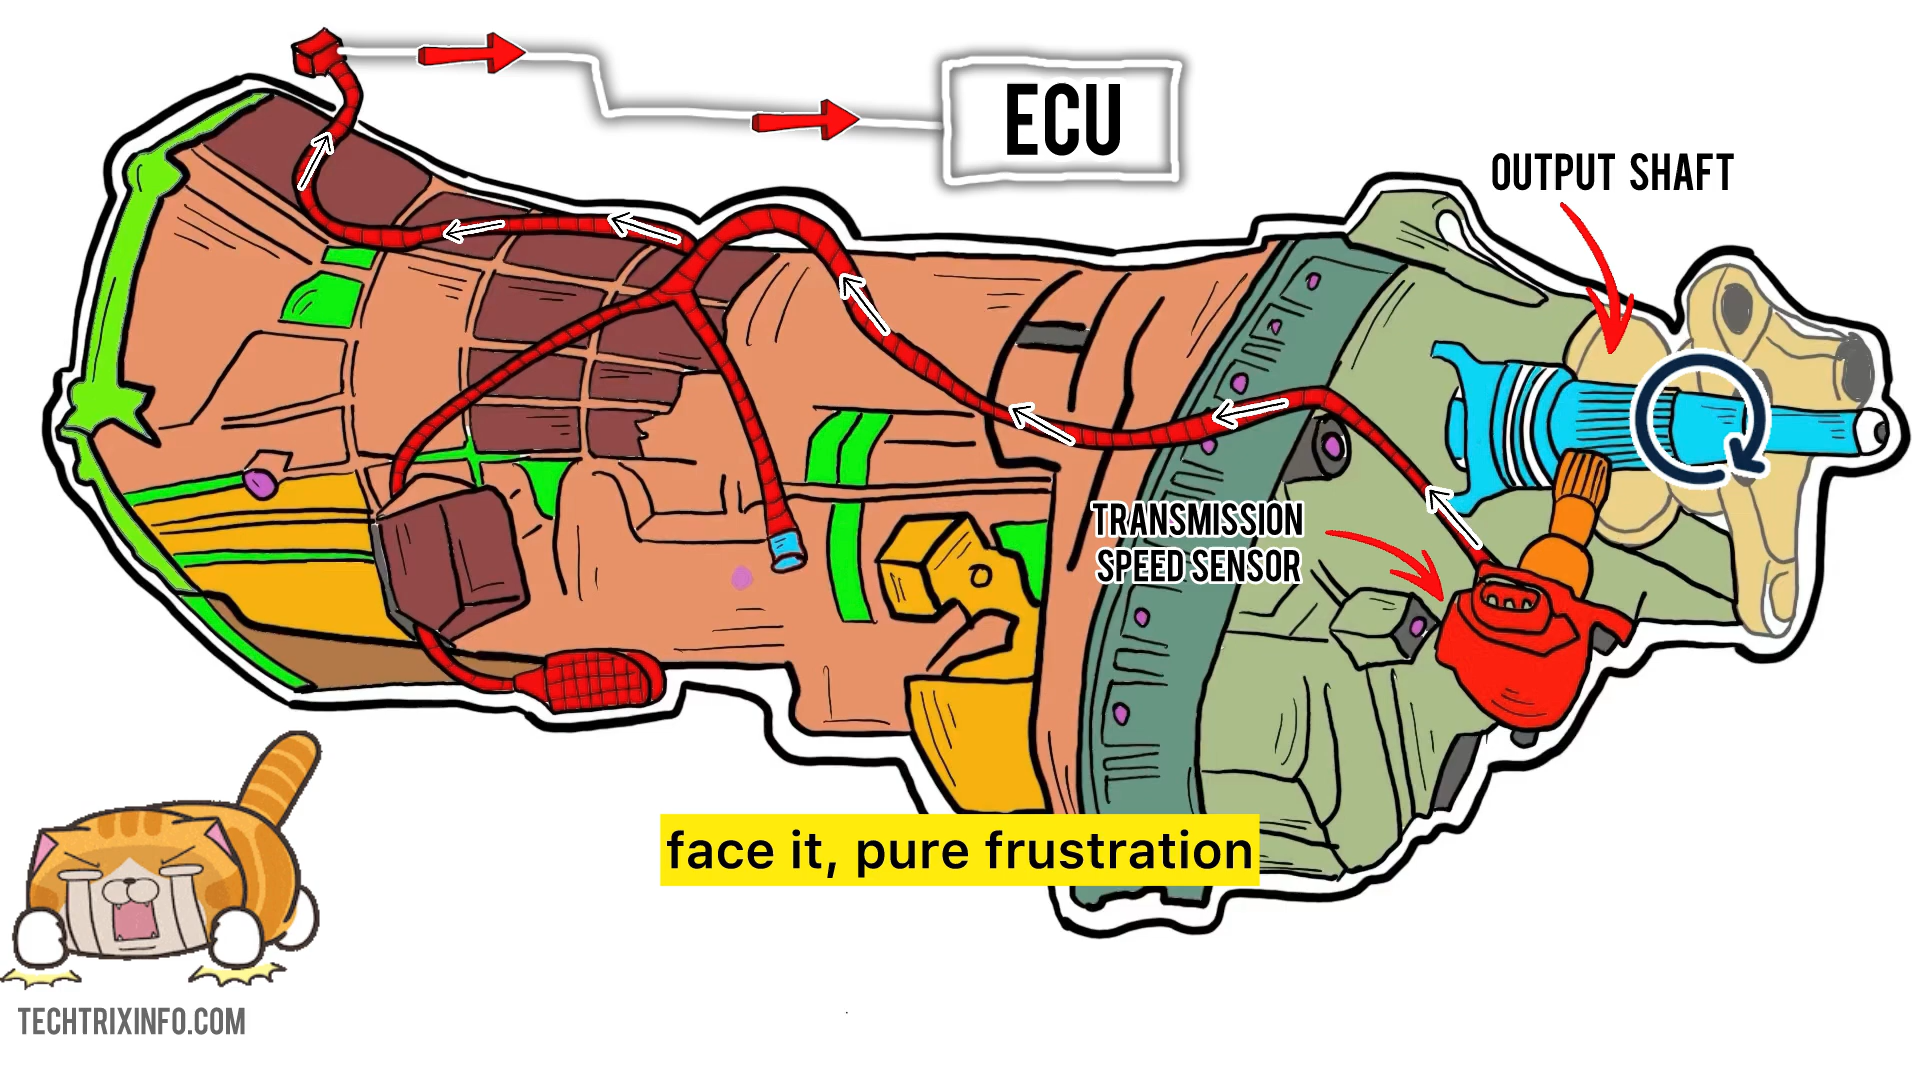 ECU
OUTPUT SHAFT
TRANSMISSION
SPEED SENSOR
face it, pure frustration
TECHTRIXINFO.COM